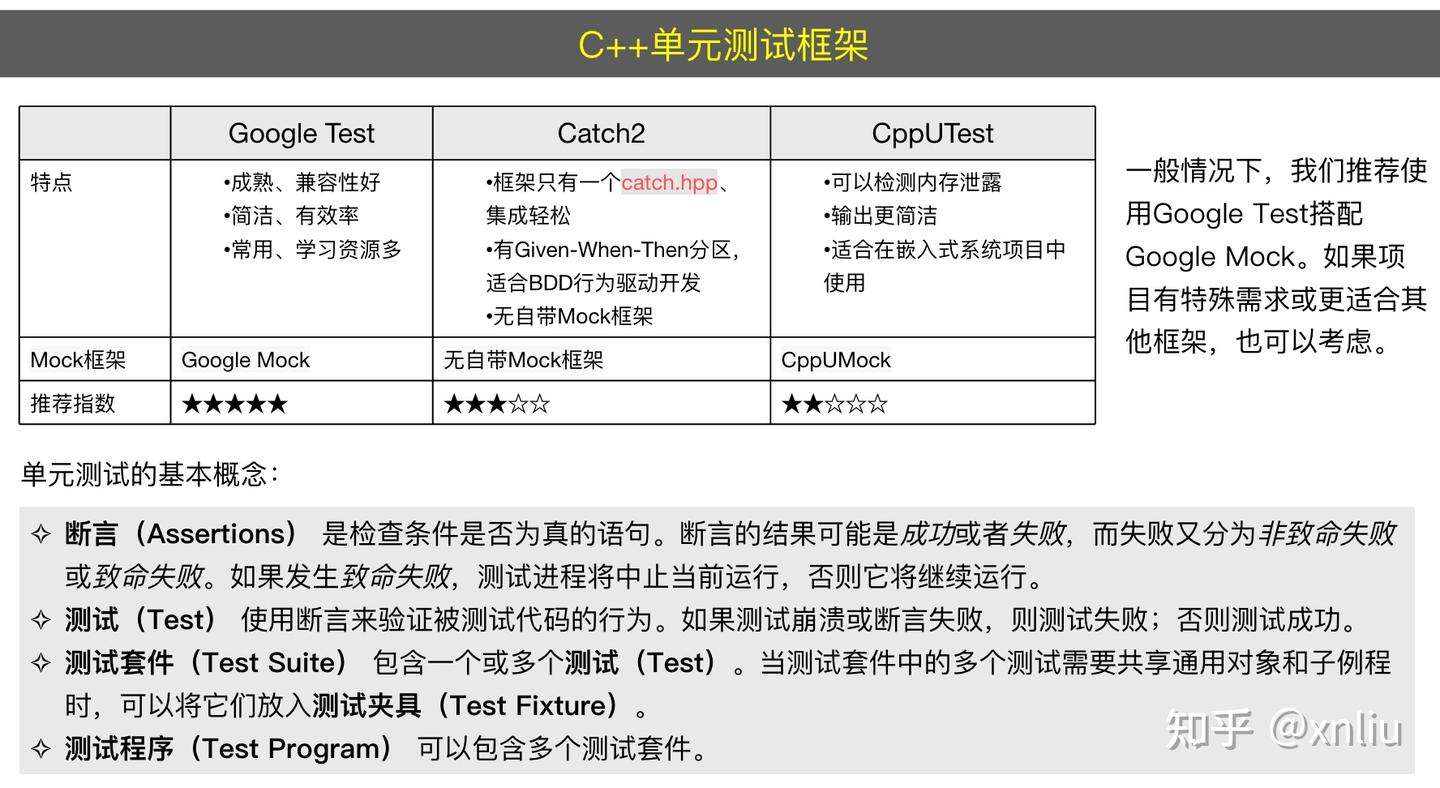 C++单元测试框架
Google Test Catch2 CppUTest
特点
•成熟、兼容性好
•简洁、有效率
•常用、学习资源多
•框架只有一个catch.hpp、
集成轻松
•有Given-When-Then分区，
适合BDD行为驱动开发
•无自带Mock框架
•可以检测内存泄露
•输出更简洁
•适合在嵌入式系统项目中
使用
Mock框架 Google Mock 无自带Mock框架 CppUMock
推荐指数 ★★★★★ ★★★☆☆ ★★☆☆☆
一般情况下，我们推荐使
用Google Test搭配
Google Mock。如果项
目有特殊需求或更适合其
他框架，也可以考虑。
单元测试的基本概念：
✧ 断言（Assertions） 是检查条件是否为真的语句。断言的结果可能是成功或者失败，而失败又分为非致命失败
或致命失败。如果发生致命失败，测试进程将中止当前运行，否则它将继续运行。
✧ 测试（Test） 使用断言来验证被测试代码的行为。如果测试崩溃或断言失败，则测试失败；否则测试成功。
✧ 测试套件（Test Suite） 包含一个或多个测试（Test）。当测试套件中的多个测试需要共享通用对象和子例程
时，可以将它们放入测试夹具（Test Fixture）。
✧ 测试程序（Test Program） 可以包含多个测试套件。
知乎 @xnliu